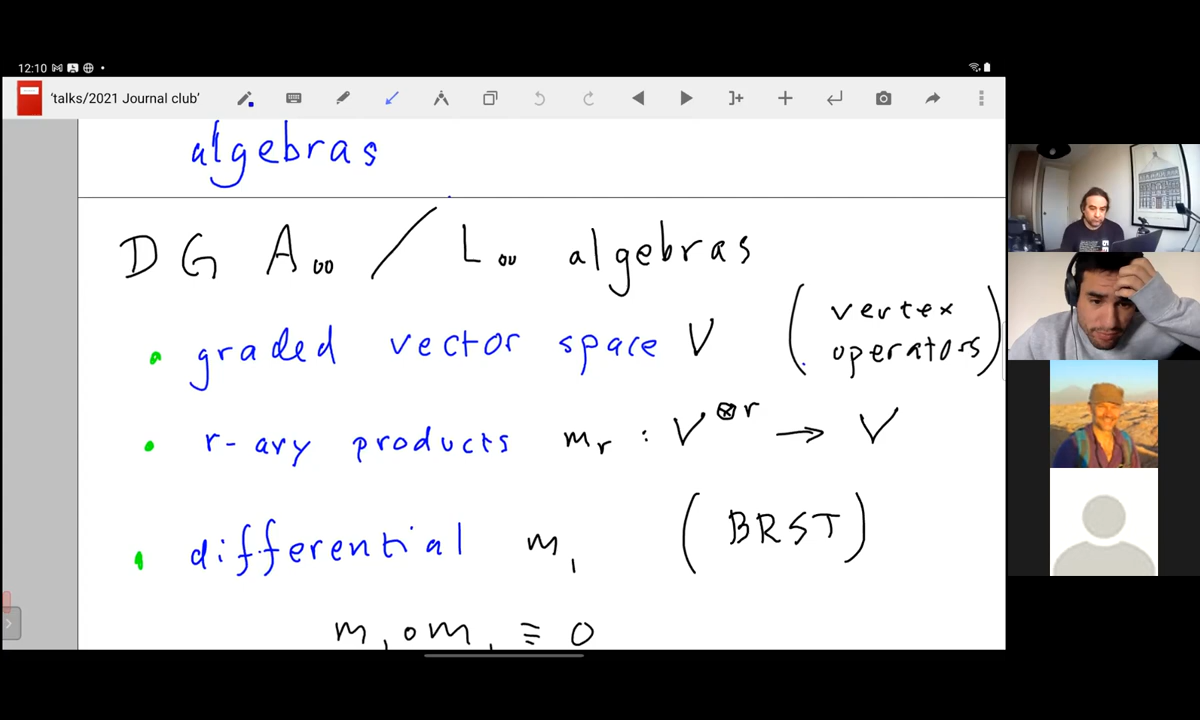 12:10
'talks/2021 Journal club'
algebras
DG A∞ / L∞ algebras
• graded vector space V (vertex operators)
• r-ary products mᵣ : V^⊗r → V
• differential m₁ (BRST)
m₁ ∘ m₁ ≡ 0